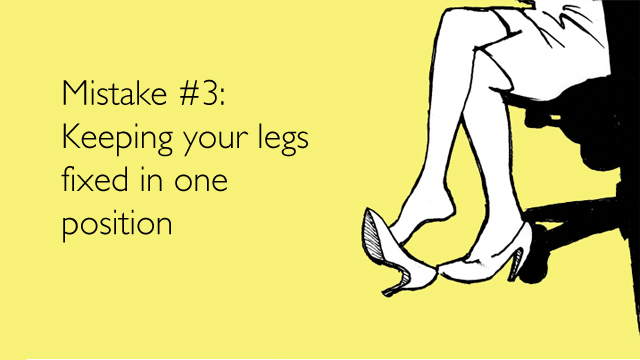 Mistake #3:
Keeping your legs
fixed in one
position